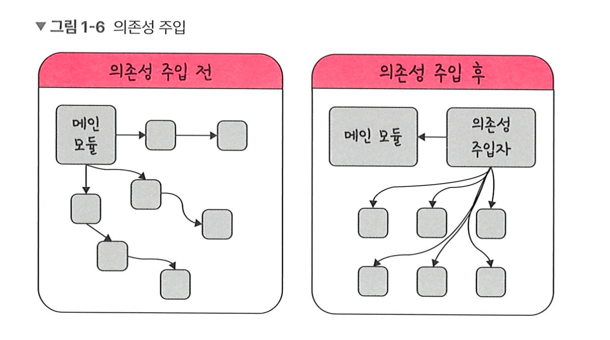 ▼ 그림 1-6 의존성 주입
의존성 주입 전
메인
모듈
의존성 주입 후
메인 모듈
의존성
주입자